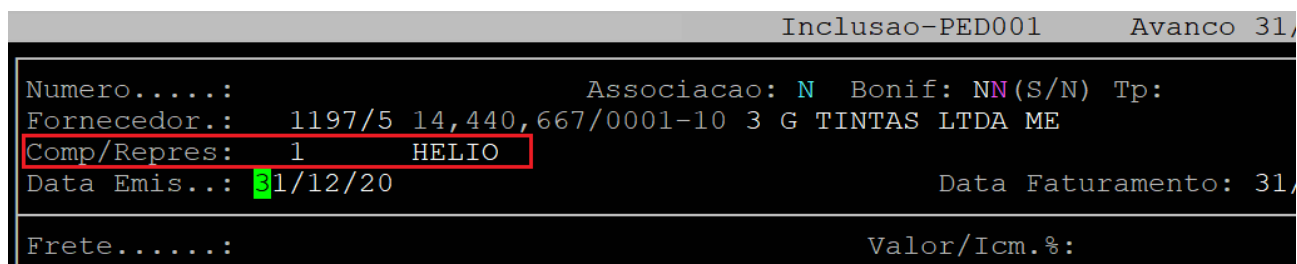 Inclusao-PED001 Avanco 31/
Numero.....: Associacao: N Bonif: NN(S/N) Tp:
Fornecedor.: 1197/5 14,440,667/0001-10 3 G TINTAS LTDA ME
Comp/Repres: 1 HELIO
Data Emis..: 31/12/20 Data Faturamento: 31/
Frete......: Valor/Icm.%: